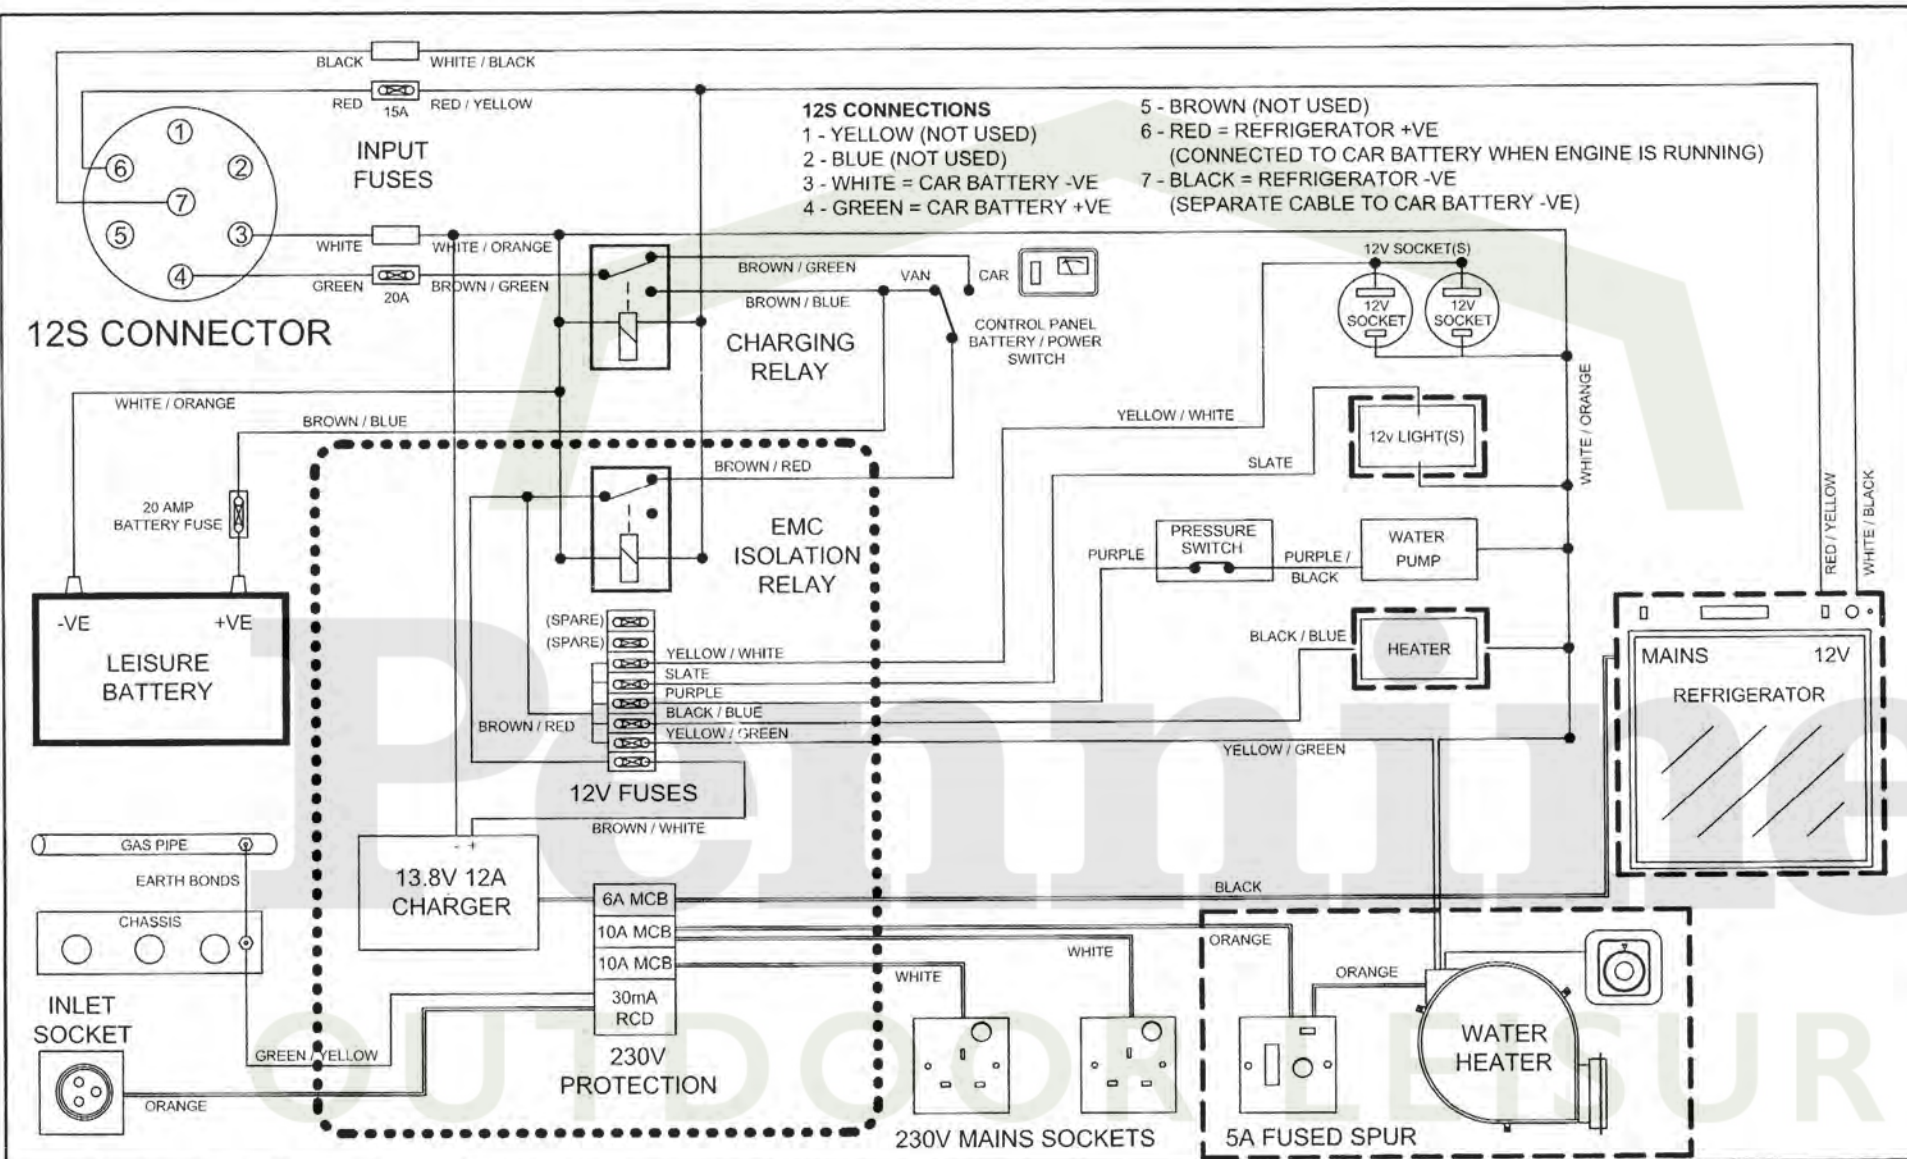 BLACK
WHITE / BLACK
RED
15A
RED / YELLOW
INPUT
FUSES
1
2
3
4
5
6
7
WHITE
WHITE / ORANGE
GREEN
20A
BROWN / GREEN
12S CONNECTOR
12S CONNECTIONS
1 - YELLOW (NOT USED)
2 - BLUE (NOT USED)
3 - WHITE = CAR BATTERY -VE
4 - GREEN = CAR BATTERY +VE
5 - BROWN (NOT USED)
6 - RED = REFRIGERATOR +VE
(CONNECTED TO CAR BATTERY WHEN ENGINE IS RUNNING)
7 - BLACK = REFRIGERATOR -VE
(SEPARATE CABLE TO CAR BATTERY -VE)
BROWN / GREEN
BROWN / BLUE
VAN
CAR
CHARGING
RELAY
CONTROL PANEL
BATTERY / POWER
SWITCH
12V SOCKET(S)
12V
SOCKET
12V
SOCKET
WHITE / ORANGE
BROWN / BLUE
YELLOW / WHITE
12v LIGHT(S)
WHITE / ORANGE
BROWN / RED
SLATE
RED / YELLOW
WHITE / BLACK
20 AMP
BATTERY FUSE
EMC
ISOLATION
RELAY
PURPLE
PRESSURE
SWITCH
PURPLE /
BLACK
WATER
PUMP
-VE
+VE
LEISURE
BATTERY
(SPARE)
(SPARE)
YELLOW / WHITE
SLATE
PURPLE
BLACK / BLUE
YELLOW / GREEN
BROWN / RED
12V FUSES
BROWN / WHITE
BLACK / BLUE
HEATER
YELLOW / GREEN
MAINS
12V
REFRIGERATOR
Pennine
GAS PIPE
EARTH BONDS
CHASSIS
- +
13.8V 12A
CHARGER
6A MCB
10A MCB
10A MCB
30mA
RCD
230V
PROTECTION
BLACK
WHITE
WHITE
ORANGE
ORANGE
INLET
SOCKET
GREEN / YELLOW
ORANGE
WATER
HEATER
230V MAINS SOCKETS
5A FUSED SPUR
OUTDOOR LEISUR